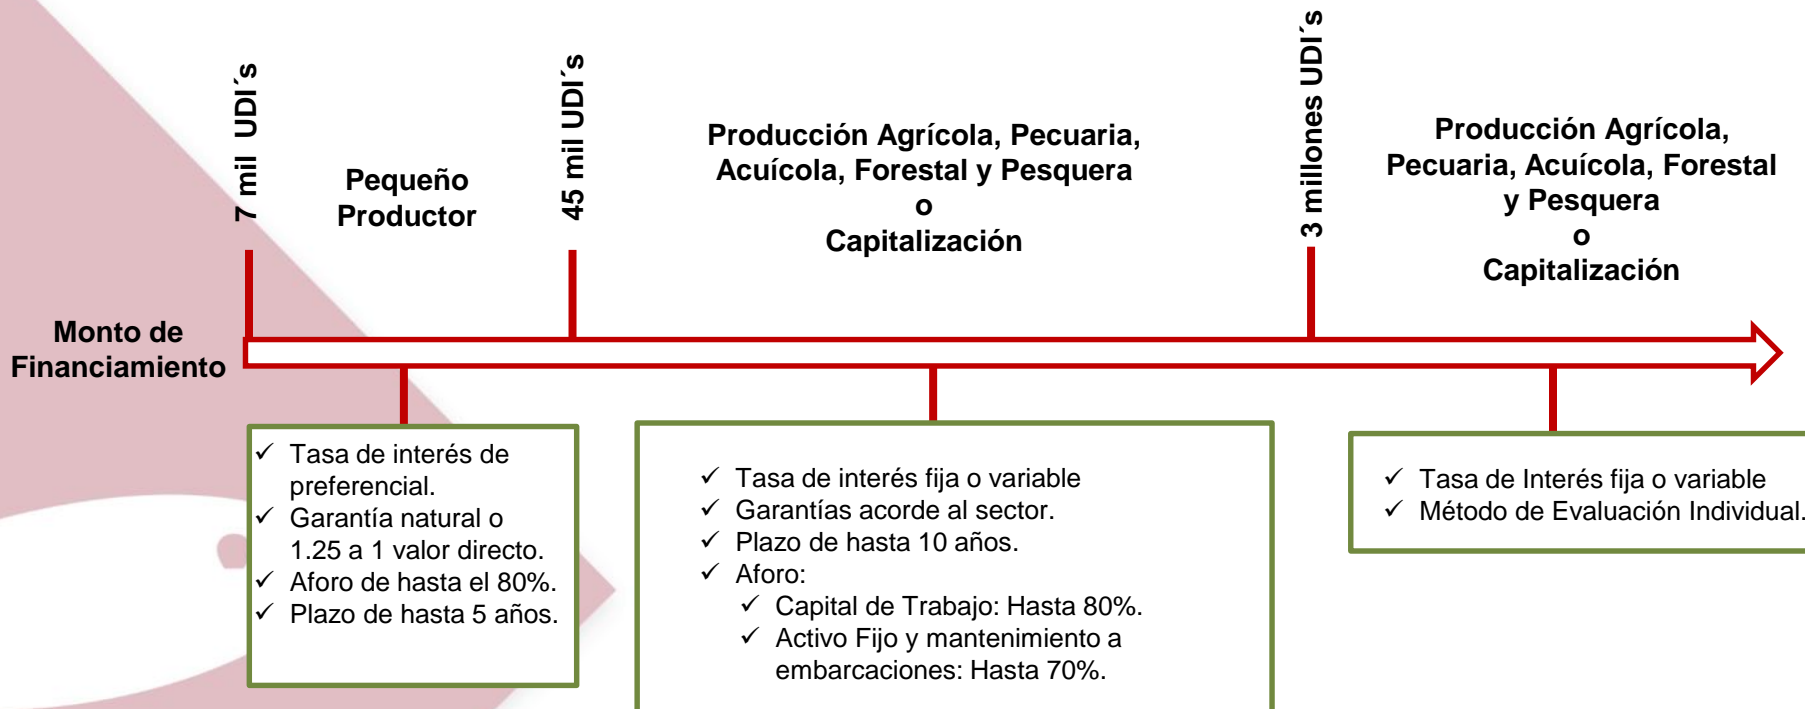 7 mil UDI´s
Pequeño
Productor
45 mil UDI´s
Producción Agrícola, Pecuaria,
Acuícola, Forestal y Pesquera
o
Capitalización
3 millones UDI´s
Producción Agrícola,
Pecuaria, Acuícola, Forestal
y Pesquera
o
Capitalización
Monto de
Financiamiento
✓ Tasa de interés de
preferencial.
✓ Garantía natural o
1.25 a 1 valor directo.
✓ Aforo de hasta el 80%.
✓ Plazo de hasta 5 años.
✓ Tasa de interés fija o variable
✓ Garantías acorde al sector.
✓ Plazo de hasta 10 años.
✓ Aforo:
✓ Capital de Trabajo: Hasta 80%.
✓ Activo Fijo y mantenimiento a
embarcaciones: Hasta 70%.
✓ Tasa de Interés fija o variable
✓ Método de Evaluación Individual.